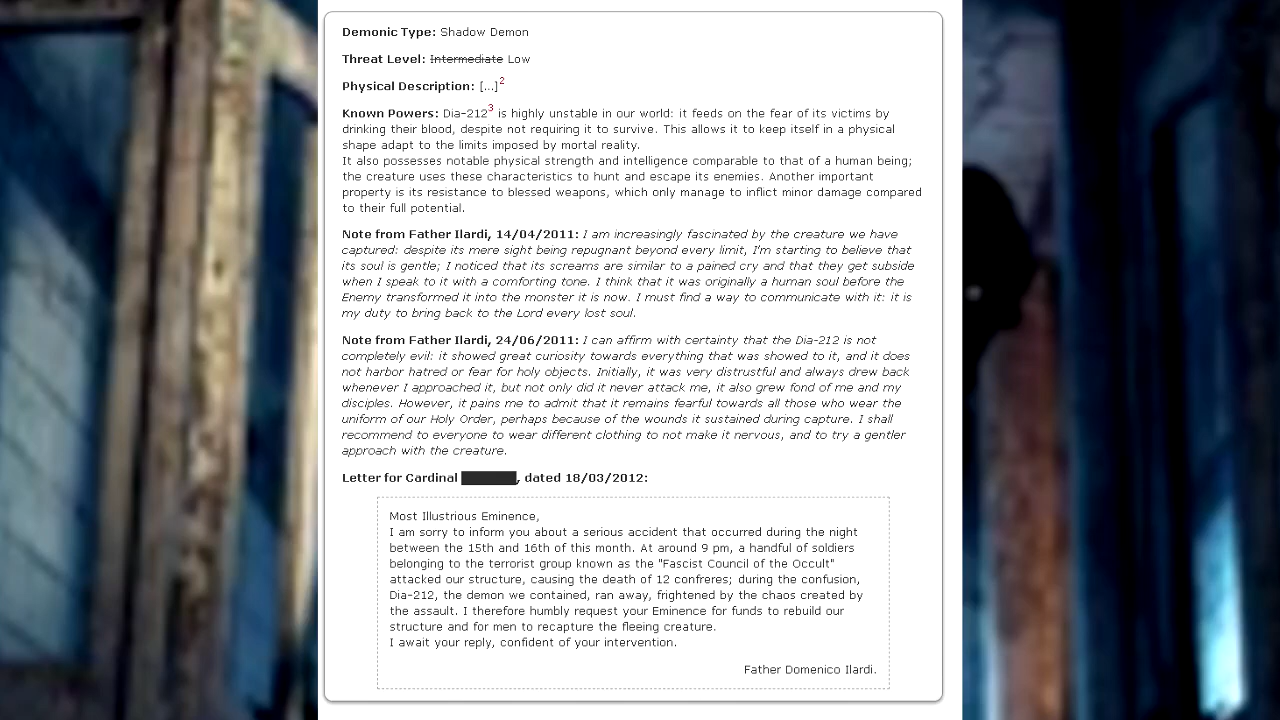 Demonic Type: Shadow Demon
Threat Level: Intermediate Low
Physical Description: [...]2
Known Powers: Dia-2123 is highly unstable in our world: it feeds on the fear of its victims by
drinking their blood, despite not requiring it to survive. This allows it to keep itself in a physical
shape adapt to the limits imposed by mortal reality.
It also possesses notable physical strength and intelligence comparable to that of a human being;
the creature uses these characteristics to hunt and escape its enemies. Another important
property is its resistance to blessed weapons, which only manage to inflict minor damage compared
to their full potential.
Note from Father Ilardi, 14/04/2011: I am increasingly fascinated by the creature we have
captured: despite its mere sight being repugnant beyond every limit, I'm starting to believe that
its soul is gentle; I noticed that its screams are similar to a pained cry and that they get subside
when I speak to it with a comforting tone. I think that it was originally a human soul before the
Enemy transformed it into the monster it is now. I must find a way to communicate with it: it is
my duty to bring back to the Lord every lost soul.
Note from Father Ilardi, 24/06/2011: I can affirm with certainty that the Dia-212 is not
completely evil: it showed great curiosity towards everything that was showed to it, and it does
not harbor hatred or fear for holy objects. Initially, it was very distrustful and always drew back
whenever I approached it, but not only did it never attack me, it also grew fond of me and my
disciples. However, it pains me to admit that it remains fearful towards all those who wear the
uniform of our Holy Order, perhaps because of the wounds it sustained during capture. I shall
recommend to everyone to wear different clothing to not make it nervous, and to try a gentler
approach with the creature.
Letter for Cardinal , dated 18/03/2012:
Most Illustrious Eminence,
I am sorry to inform you about a serious accident that occurred during the night
between the 15th and 16th of this month. At around 9 pm, a handful of soldiers
belonging to the terrorist group known as the "Fascist Council of the Occult"
attacked our structure, causing the death of 12 confreres; during the confusion,
Dia-212, the demon we contained, ran away, frightened by the chaos created by
the assault. I therefore humbly request your Eminence for funds to rebuild our
structure and for men to recapture the fleeing creature.
I await your reply, confident of your intervention.
Father Domenico Ilardi.